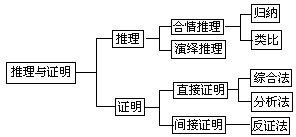 推理与证明
推理
合情推理
归纳
类比
演绎推理
证明
直接证明
综合法
分析法
间接证明
反证法